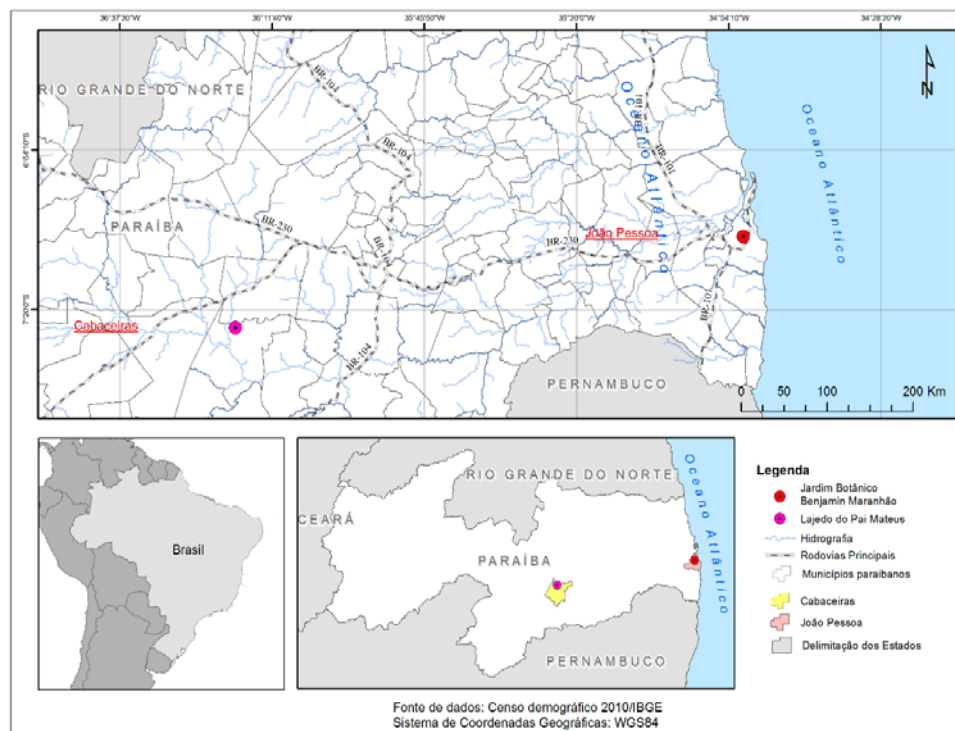 36°37'30"W
36°11'40"W
35°45'50"W
35°20'0"W
34°54'10"W
34°28'20"W
6°54'10"S
7°20'0"S
RIO GRANDE DO NORTE
BR-104
BR-104
BR-101
BR-101
Oceano Atlântico
Oceano Atlântico
PARAÍBA
BR-230
BR-104
BR-230
João Pessoa
Cabaceiras
BR-104
BR-101
PERNAMBUCO
N
0 50 100 200 Km
Brasil
RIO GRANDE DO NORTE
CEARÁ
PARAÍBA
PERNAMBUCO
Oceano Atlântico
Legenda
Jardim Botânico
Benjamin Maranhão
Lajedo do Pai Mateus
Hidrografia
Rodovias Principais
Municípios paraibanos
Cabaceiras
João Pessoa
Delimitação dos Estados
Fonte de dados: Censo demográfico 2010/IBGE
Sistema de Coordenadas Geográficas: WGS84